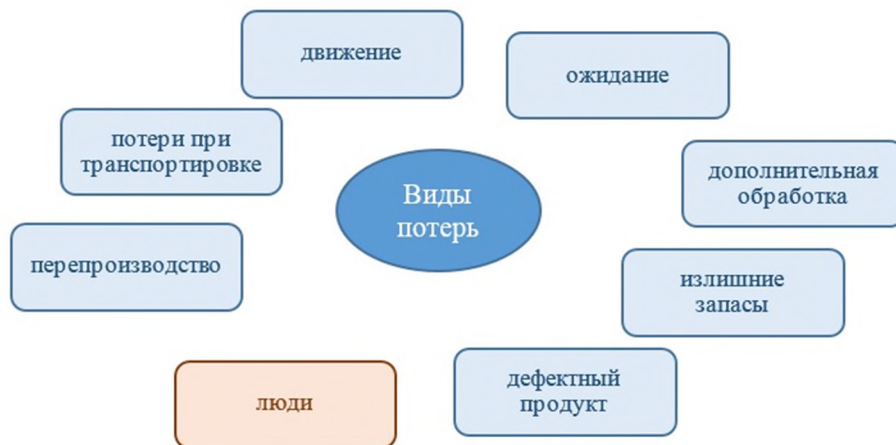 движение
ожидание
потери при
транспортировке
Виды
потерь
дополнительная
обработка
перепроизводство
излишние
запасы
дефектный
продукт
люди